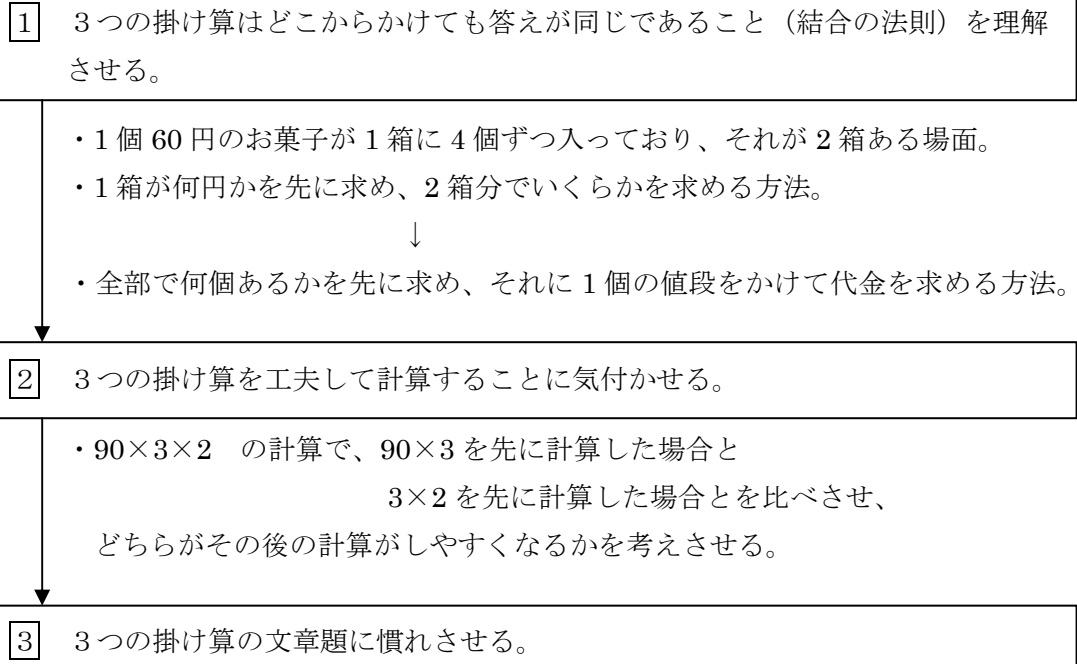 1 ３つの掛け算はどこからかけても答えが同じであること（結合の法則）を理解
させる。
・1 個 60 円のお菓子が 1 箱に 4 個ずつ入っており、それが 2 箱ある場面。
・1 箱が何円かを先に求め、2 箱分でいくらかを求める方法。
↓
・全部で何個あるかを先に求め、それに 1 個の値段をかけて代金を求める方法。
2 ３つの掛け算を工夫して計算することに気付かせる。
・90×3×2 の計算で、90×3 を先に計算した場合と
3×2 を先に計算した場合とを比べさせ、
どちらがその後の計算がしやすくなるかを考えさせる。
3 ３つの掛け算の文章題に慣れさせる。